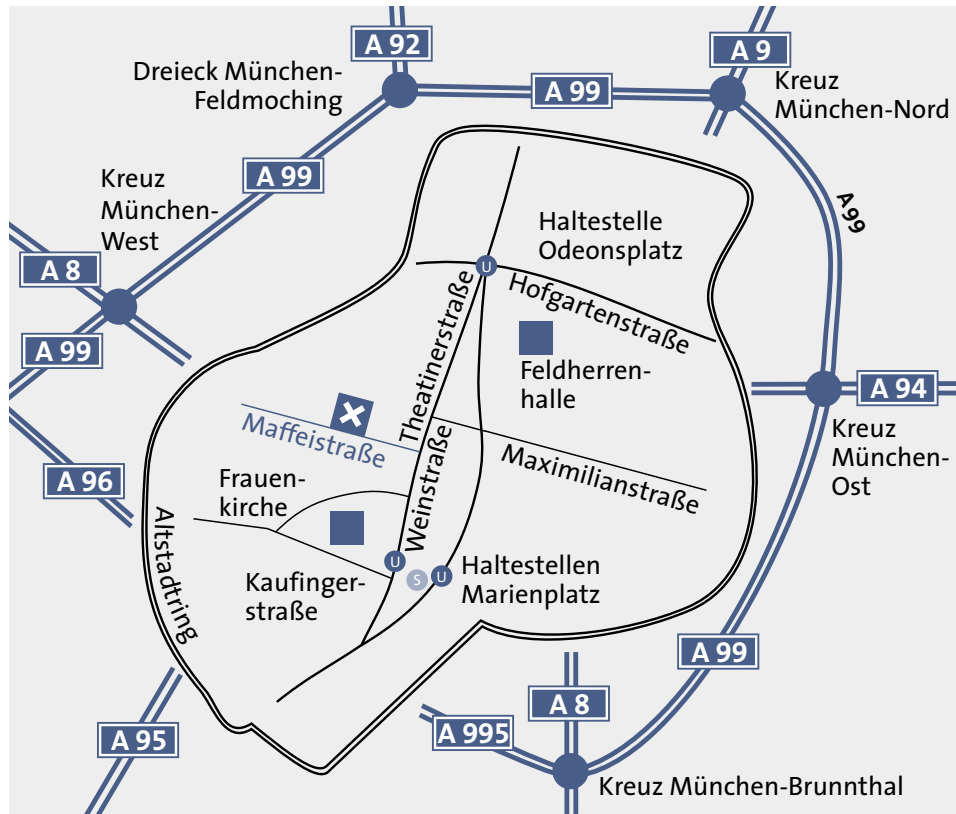 A 92
A 9
Dreieck München-
Feldmoching
A 99
Kreuz
München-Nord
A 99
Kreuz
München-
West
A 99
Haltestelle
Odeonsplatz
A 8
U
Hofgartenstraße
A 99
Theatinerstraße
Feldherren-
halle
A 94
Maffeistraße
Maximilianstraße
Kreuz
München-
Ost
A 96
Frauen-
kirche
Weinstraße
Altstadtring
U
S
U
Haltestellen
Marienplatz
Kaufinger-
straße
A 99
A 8
A 995
A 95
Kreuz München-Brunnthal